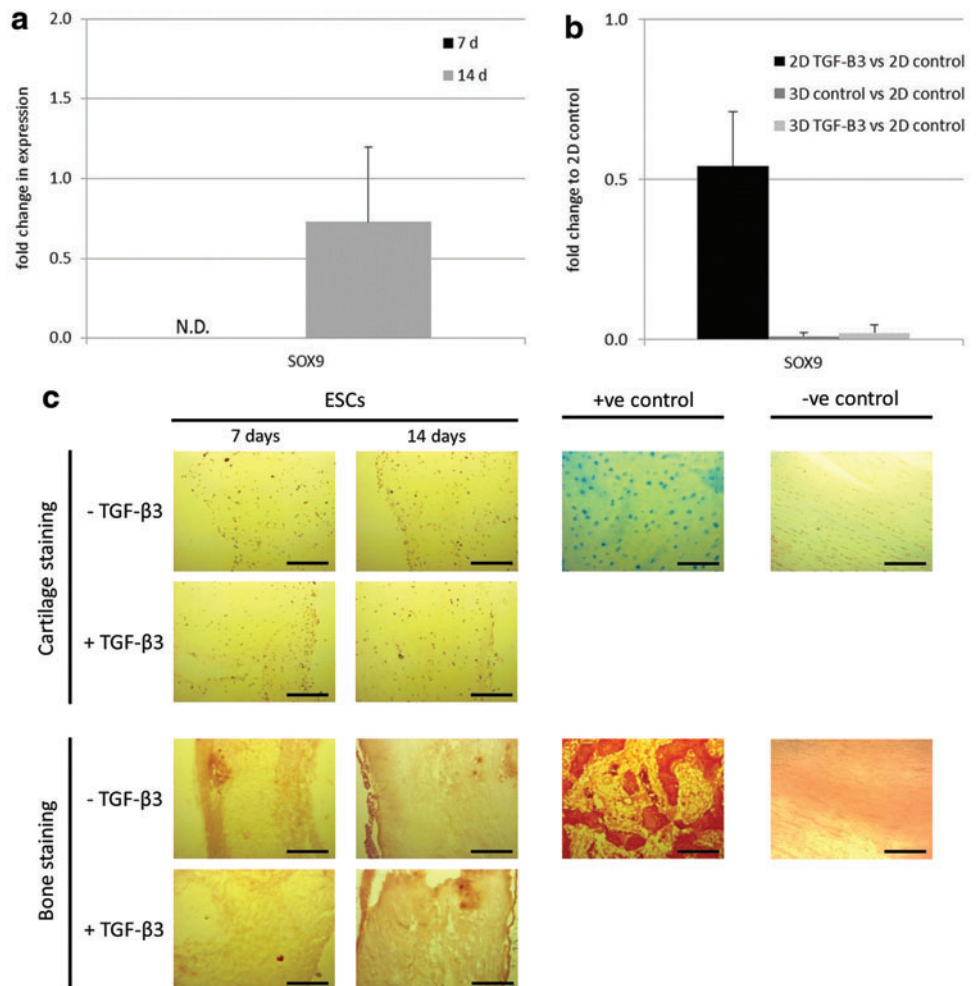 a
2.0
1.5
1.0
0.5
0.0
fold change in expression
7 d
14 d
N.D.
SOX9
b
1.0
0.5
0.0
fold change to 2D control
2D TGF-B3 vs 2D control
3D control vs 2D control
3D TGF-B3 vs 2D control
SOX9
c
ESCs
+ve control
-ve control
7 days
14 days
Cartilage staining
- TGF-β3
+ TGF-β3
Bone staining
- TGF-β3
+ TGF-β3